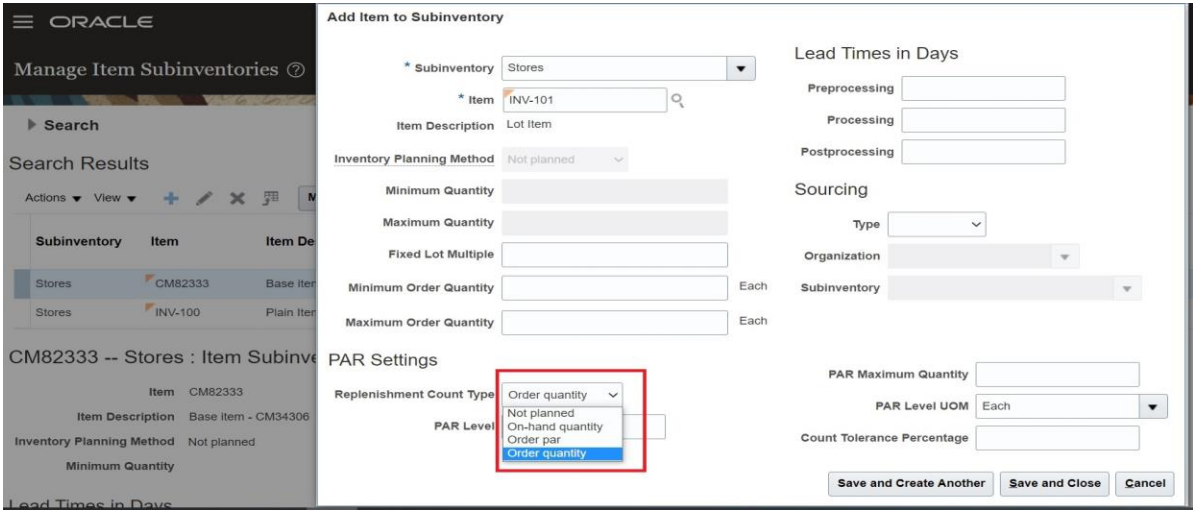 ORACLE
Manage Item Subinventories
Search
Search Results
Actions View
Subinventory Item Item De
Stores CM82333 Base iter
Stores INV-100 Plain Iter
CM82333 -- Stores : Item Subinve
Item CM82333
Item Description Base item - CM34306
Inventory Planning Method Not planned
Minimum Quantity
Lead Times in Days
Add Item to Subinventory
* Subinventory Stores
* Item INV-101
Item Description Lot Item
Inventory Planning Method Not planned
Minimum Quantity
Maximum Quantity
Fixed Lot Multiple
Minimum Order Quantity Each
Maximum Order Quantity Each
Lead Times in Days
Preprocessing
Processing
Postprocessing
Sourcing
Type
Organization
Subinventory
PAR Settings
Replenishment Count Type Order quantity
Not planned
On-hand quantity
Order par
Order quantity
PAR Level
PAR Maximum Quantity
PAR Level UOM Each
Count Tolerance Percentage
Save and Create Another Save and Close Cancel